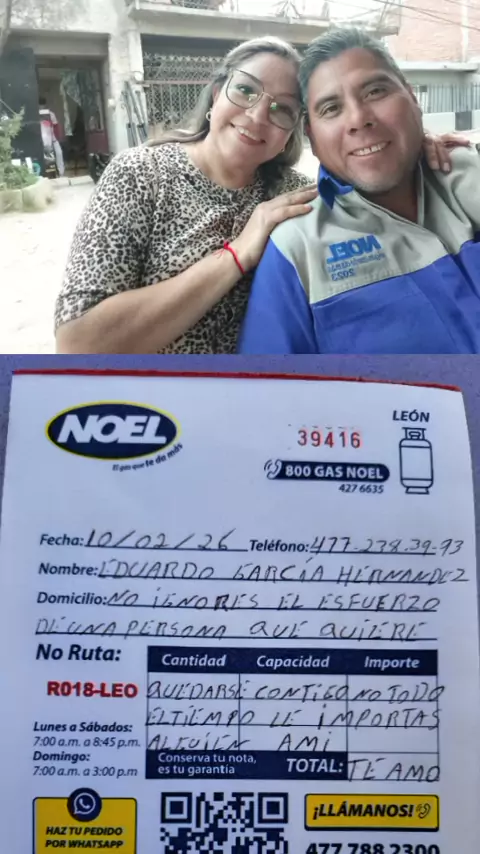 NOEL
2023
NOEL
El gas que te da más
39416
LEÓN
800 GAS NOEL
427 6635
Fecha: 10/02/26 Teléfono: 477-238-39-93
Nombre: EDUARDO GARCÍA HERNANDEZ
Domicilio: NO IGNORES EL ESFUERZO
DE UNA PERSONA QUE QUIERE
No Ruta:
R018-LEO
Lunes a Sábados:
7:00 a.m. a 8:45 p.m.
Domingo:
7:00 a.m. a 3:00 p.m
Cantidad Capacidad Importe
QUEDARSE CONTIGO NO TODO
EL TIEMPO LE IMPORTAS
ALGUIEN AMI
Conserva tu nota,
es tu garantía
TOTAL: TE AMO
HAZ TU PEDIDO
POR WHATSAPP
¡LLÁMANOS!
477 788 2300